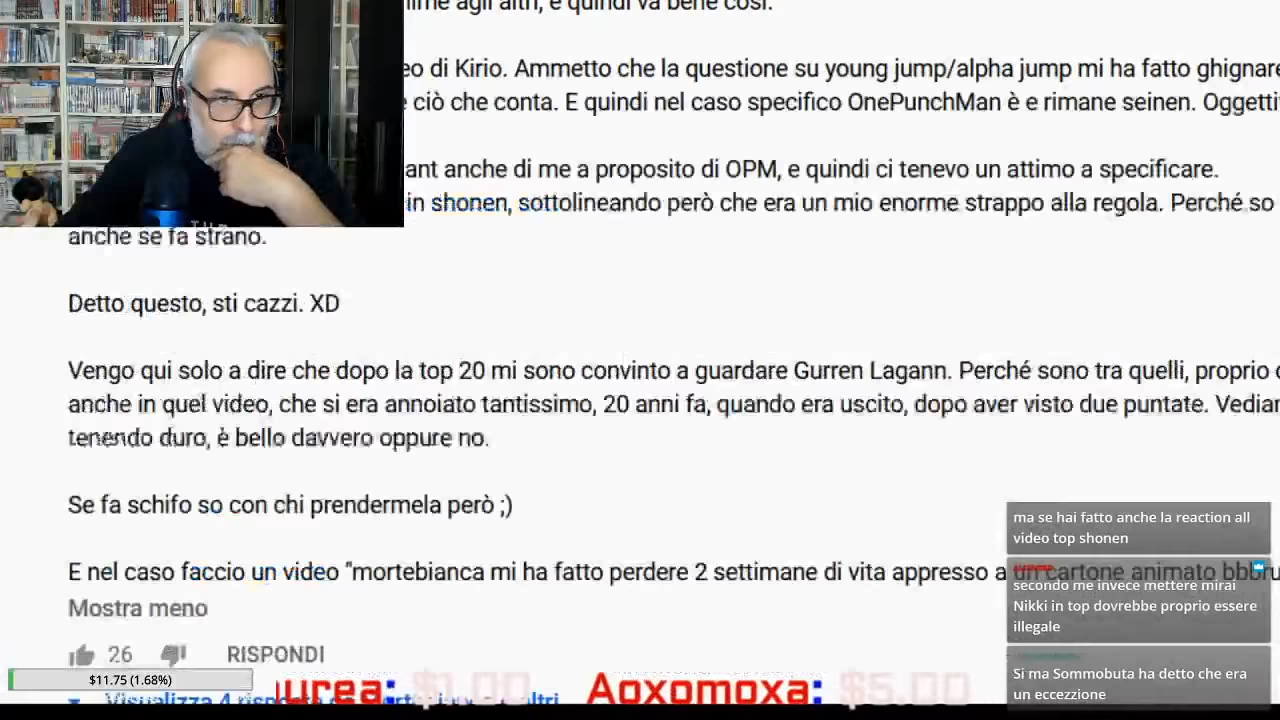 nime agli altri, e quindi va bene così.
eo di Kirio. Ammetto che la questione su young jump/alpha jump mi ha fatto ghignare
e ciò che conta. E quindi nel caso specifico OnePunchMan è e rimane seinen. Oggetti
ant anche di me a proposito di OPM, e quindi ci tenevo un attimo a specificare.
in shonen, sottolineando però che era un mio enorme strappo alla regola. Perché so
anche se fa strano.
Detto questo, sti cazzi. XD
Vengo qui solo a dire che dopo la top 20 mi sono convinto a guardare Gurren Lagann. Perché sono tra quelli, proprio
anche in quel video, che si era annoiato tantissimo, 20 anni fa, quando era uscito, dopo aver visto due puntate. Vedia
tenendo duro, è bello davvero oppure no.
Se fa schifo so con chi prendermela però ;)
E nel caso faccio un video "mortebianca mi ha fatto perdere 2 settimane di vita appresso a un cartone animato bbbru
Mostra meno
26 RISPONDI
Visualizza 4
ma se hai fatto anche la reaction all
video top shonen
secondo me invece mettere mirai
Nikki in top dovrebbe proprio essere
illegale
Si ma Sommobuta ha detto che era
un eccezzione
$11.75 (1.68%)
urea: $1.00 Aoxomoxa: $5.00